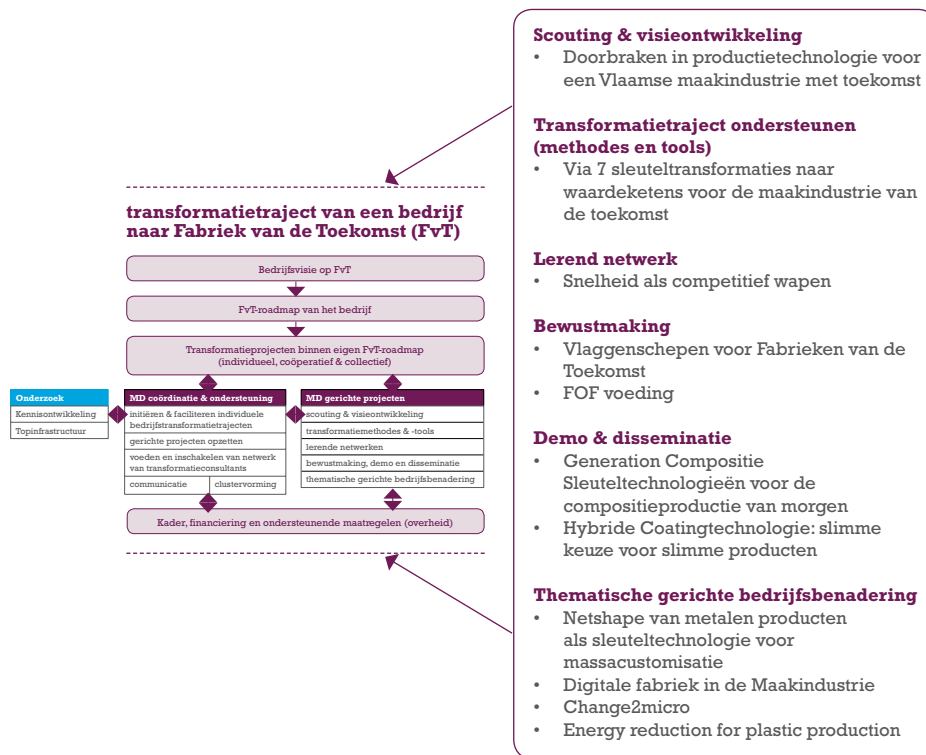 transformatietraject van een bedrijf
naar Fabriek van de Toekomst (FvT)
Bedrijfsvisie op FvT
FvT-roadmap van het bedrijf
Transformatieprojecten binnen eigen FvT-roadmap
(individueel, coöperatief & collectief)
Onderzoek
Kennisontwikkeling
Topinfrastructuur
MD coördinatie & ondersteuning
initiëren & faciliteren individuele
bedrijfstransformatietrajecten
gerichte projecten opzetten
voeden en inschakelen van netwerk
van transformatieconsultants
communicatie
clustervorming
MD gerichte projecten
scouting & visieontwikkeling
transformatiemethodes & -tools
lerende netwerken
bewustmaking, demo en disseminatie
thematische gerichte bedrijfsbenadering
Kader, financiering en ondersteunende maatregelen (overheid)
Scouting & visieontwikkeling
• Doorbraken in productietechnologie voor
een Vlaamse maakindustrie met toekomst
Transformatietraject ondersteunen
(methodes en tools)
• Via 7 sleuteltransformaties naar
waardeketens voor de maakindustrie van
de toekomst
Lerend netwerk
• Snelheid als competitief wapen
Bewustmaking
• Vlaggenschepen voor Fabrieken van de
Toekomst
• FOF voeding
Demo & disseminatie
• Generation Compositie
Sleuteltechnologieën voor de
compositieproductie van morgen
• Hybride Coatingtechnologie: slimme
keuze voor slimme producten
Thematische gerichte bedrijfsbenadering
• Netshape van metalen producten
als sleuteltechnologie voor
massacustomisatie
• Digitale fabriek in de Maakindustrie
• Change2micro
• Energy reduction for plastic production